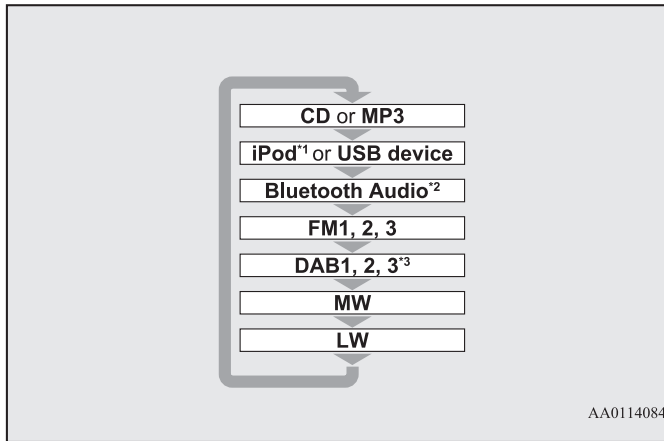 CD or MP3
iPod*1 or USB device
Bluetooth Audio*2
FM1, 2, 3
DAB1, 2, 3*3
MW
LW
AA0114084